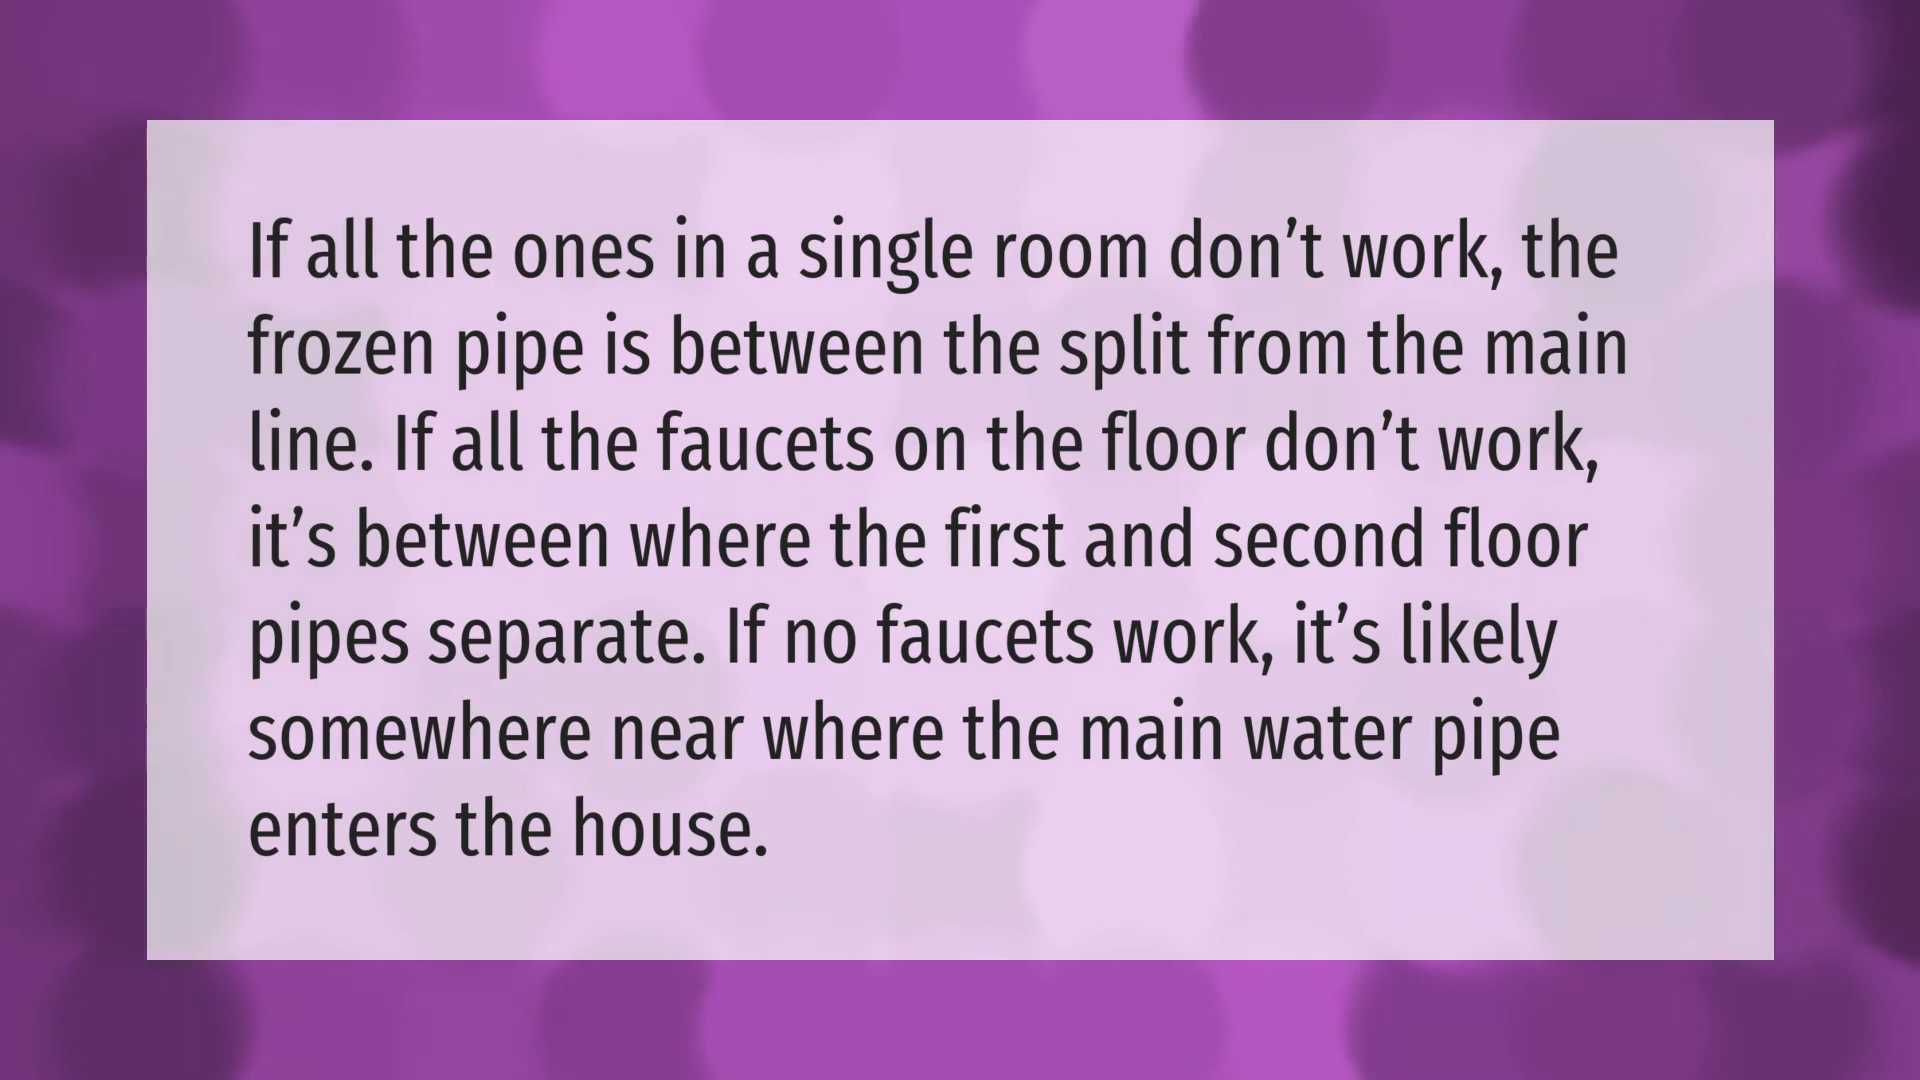 If all the ones in a single room don’t work, the
frozen pipe is between the split from the main
line. If all the faucets on the floor don’t work,
it’s between where the first and second floor
pipes separate. If no faucets work, it’s likely
somewhere near where the main water pipe
enters the house.